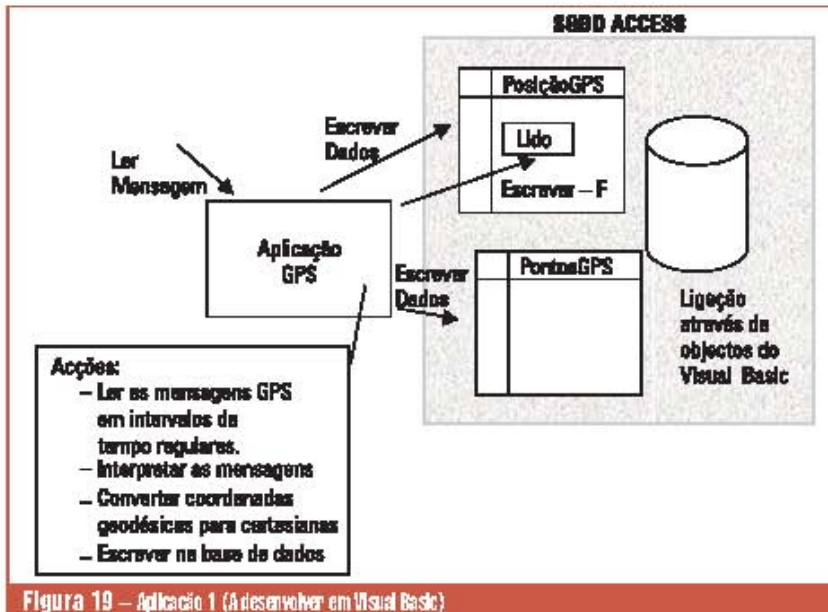 SGBD ACCESS
PosiçãoGPS
Escrever
Dados
Lido
Ler
Mensagem
Escrever – F
Aplicação
GPS
Escrever
Dados
PontosGPS
Ligação
através de
objectos do
Visual Basic
Acções:
– Ler as mensagens GPS
em intervalos de
tempo regulares.
– Interpretar as mensagens
– Converter coordenadas
geodésicas para cartesianas
– Escrever na base de dados
Figura 19 – Aplicação 1 (A desenvolver em Visual Basic)